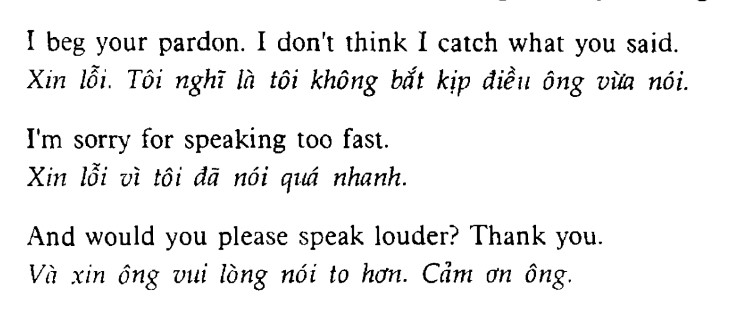 I beg your pardon. I don't think I catch what you said.
Xin lỗi. Tôi nghĩ là tôi không bắt kịp điều ông vừa nói.
I'm sorry for speaking too fast.
Xin lỗi vì tôi đã nói quá nhanh.
And would you please speak louder? Thank you.
Và xin ông vui lòng nói to hơn. Cảm ơn ông.